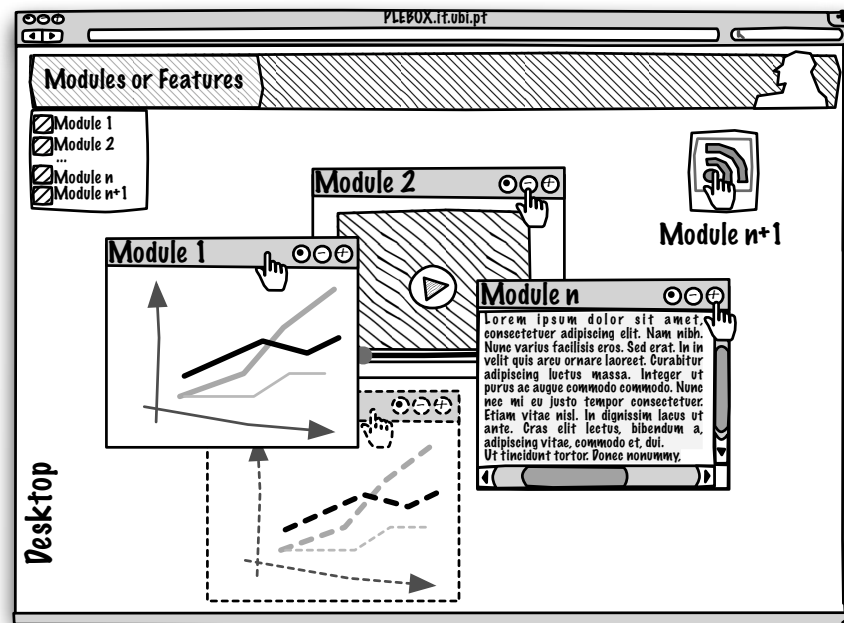 PLEBOX.it.ubi.pt
Modules or Features
Module 1
Module 2
...
Module n
Module n+1
Module 2
Module n+1
Module 1
Module n
Lorem ipsum dolor sit amet,
consectetuer adipiscing elit. Nam nibh.
Nunc varius facilisis eros. Sed erat. In in
velit quis arcu ornare laoreet. Curabitur
adipiscing luctus massa. Integer ut
purus ac augue commodo commodo. Nunc
nec mi eu justo tempor consectetuer.
Etiam vitae nisl. In dignissim lacus ut
ante. Cras elit lectus, bibendum a,
adipiscing vitae, commodo et, dui.
Ut tincidunt tortor. Donec nonummy,
Desktop